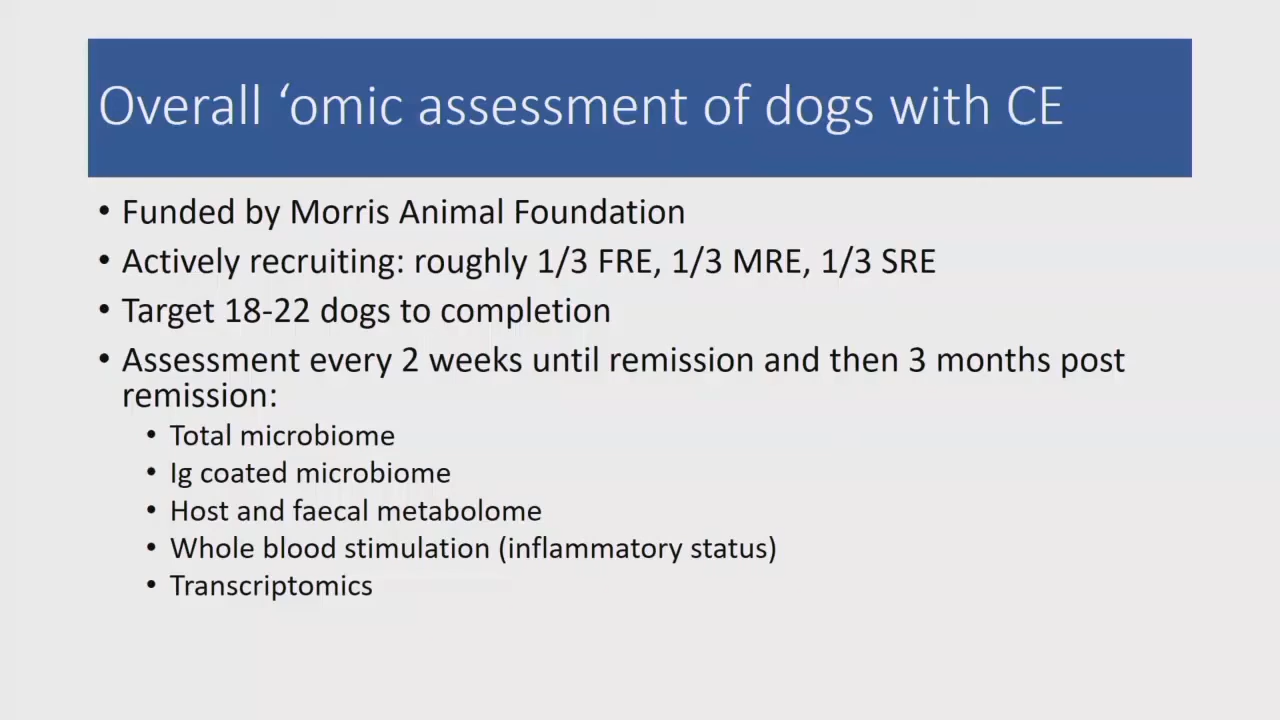 Overall ‘omic assessment of dogs with CE
• Funded by Morris Animal Foundation
• Actively recruiting: roughly 1/3 FRE, 1/3 MRE, 1/3 SRE
• Target 18-22 dogs to completion
• Assessment every 2 weeks until remission and then 3 months post
remission:
• Total microbiome
• Ig coated microbiome
• Host and faecal metabolome
• Whole blood stimulation (inflammatory status)
• Transcriptomics